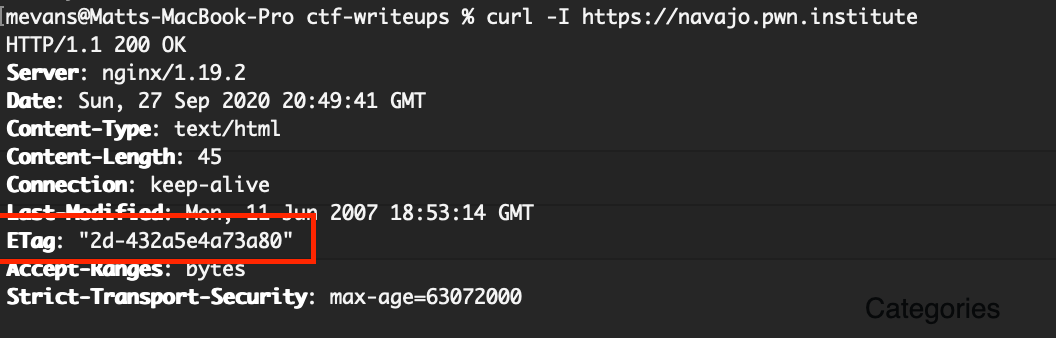 mevans@Matts-MacBook-Pro ctf-writeups % curl -I https://navajo.pwn.institute
HTTP/1.1 200 OK
Server: nginx/1.19.2
Date: Sun, 27 Sep 2020 20:49:41 GMT
Content-Type: text/html
Content-Length: 45
Connection: keep-alive
Last-Modified: Mon, 11 Jun 2007 18:53:14 GMT
ETag: "2d-432a5e4a73a80"
Accept-Ranges: bytes
Strict-Transport-Security: max-age=63072000
Categories